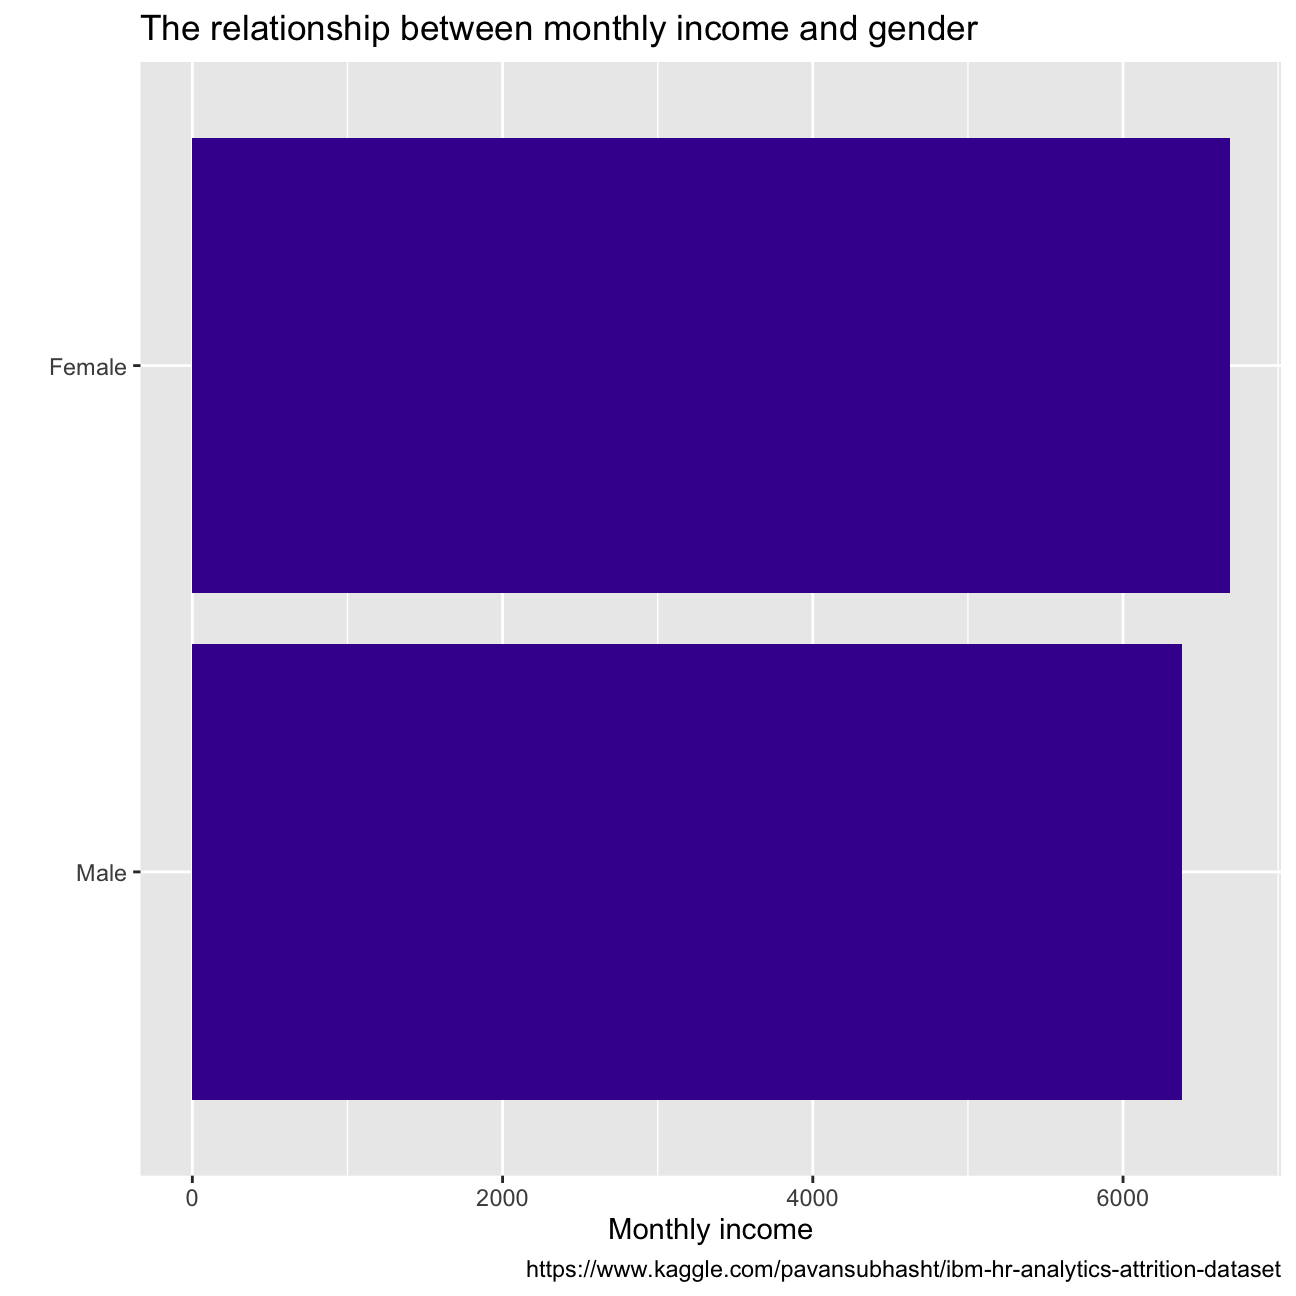 The relationship between monthly income and gender
Female
Male
0 2000 4000 6000
Monthly income
https://www.kaggle.com/pavansubhasht/ibm-hr-analytics-attrition-dataset